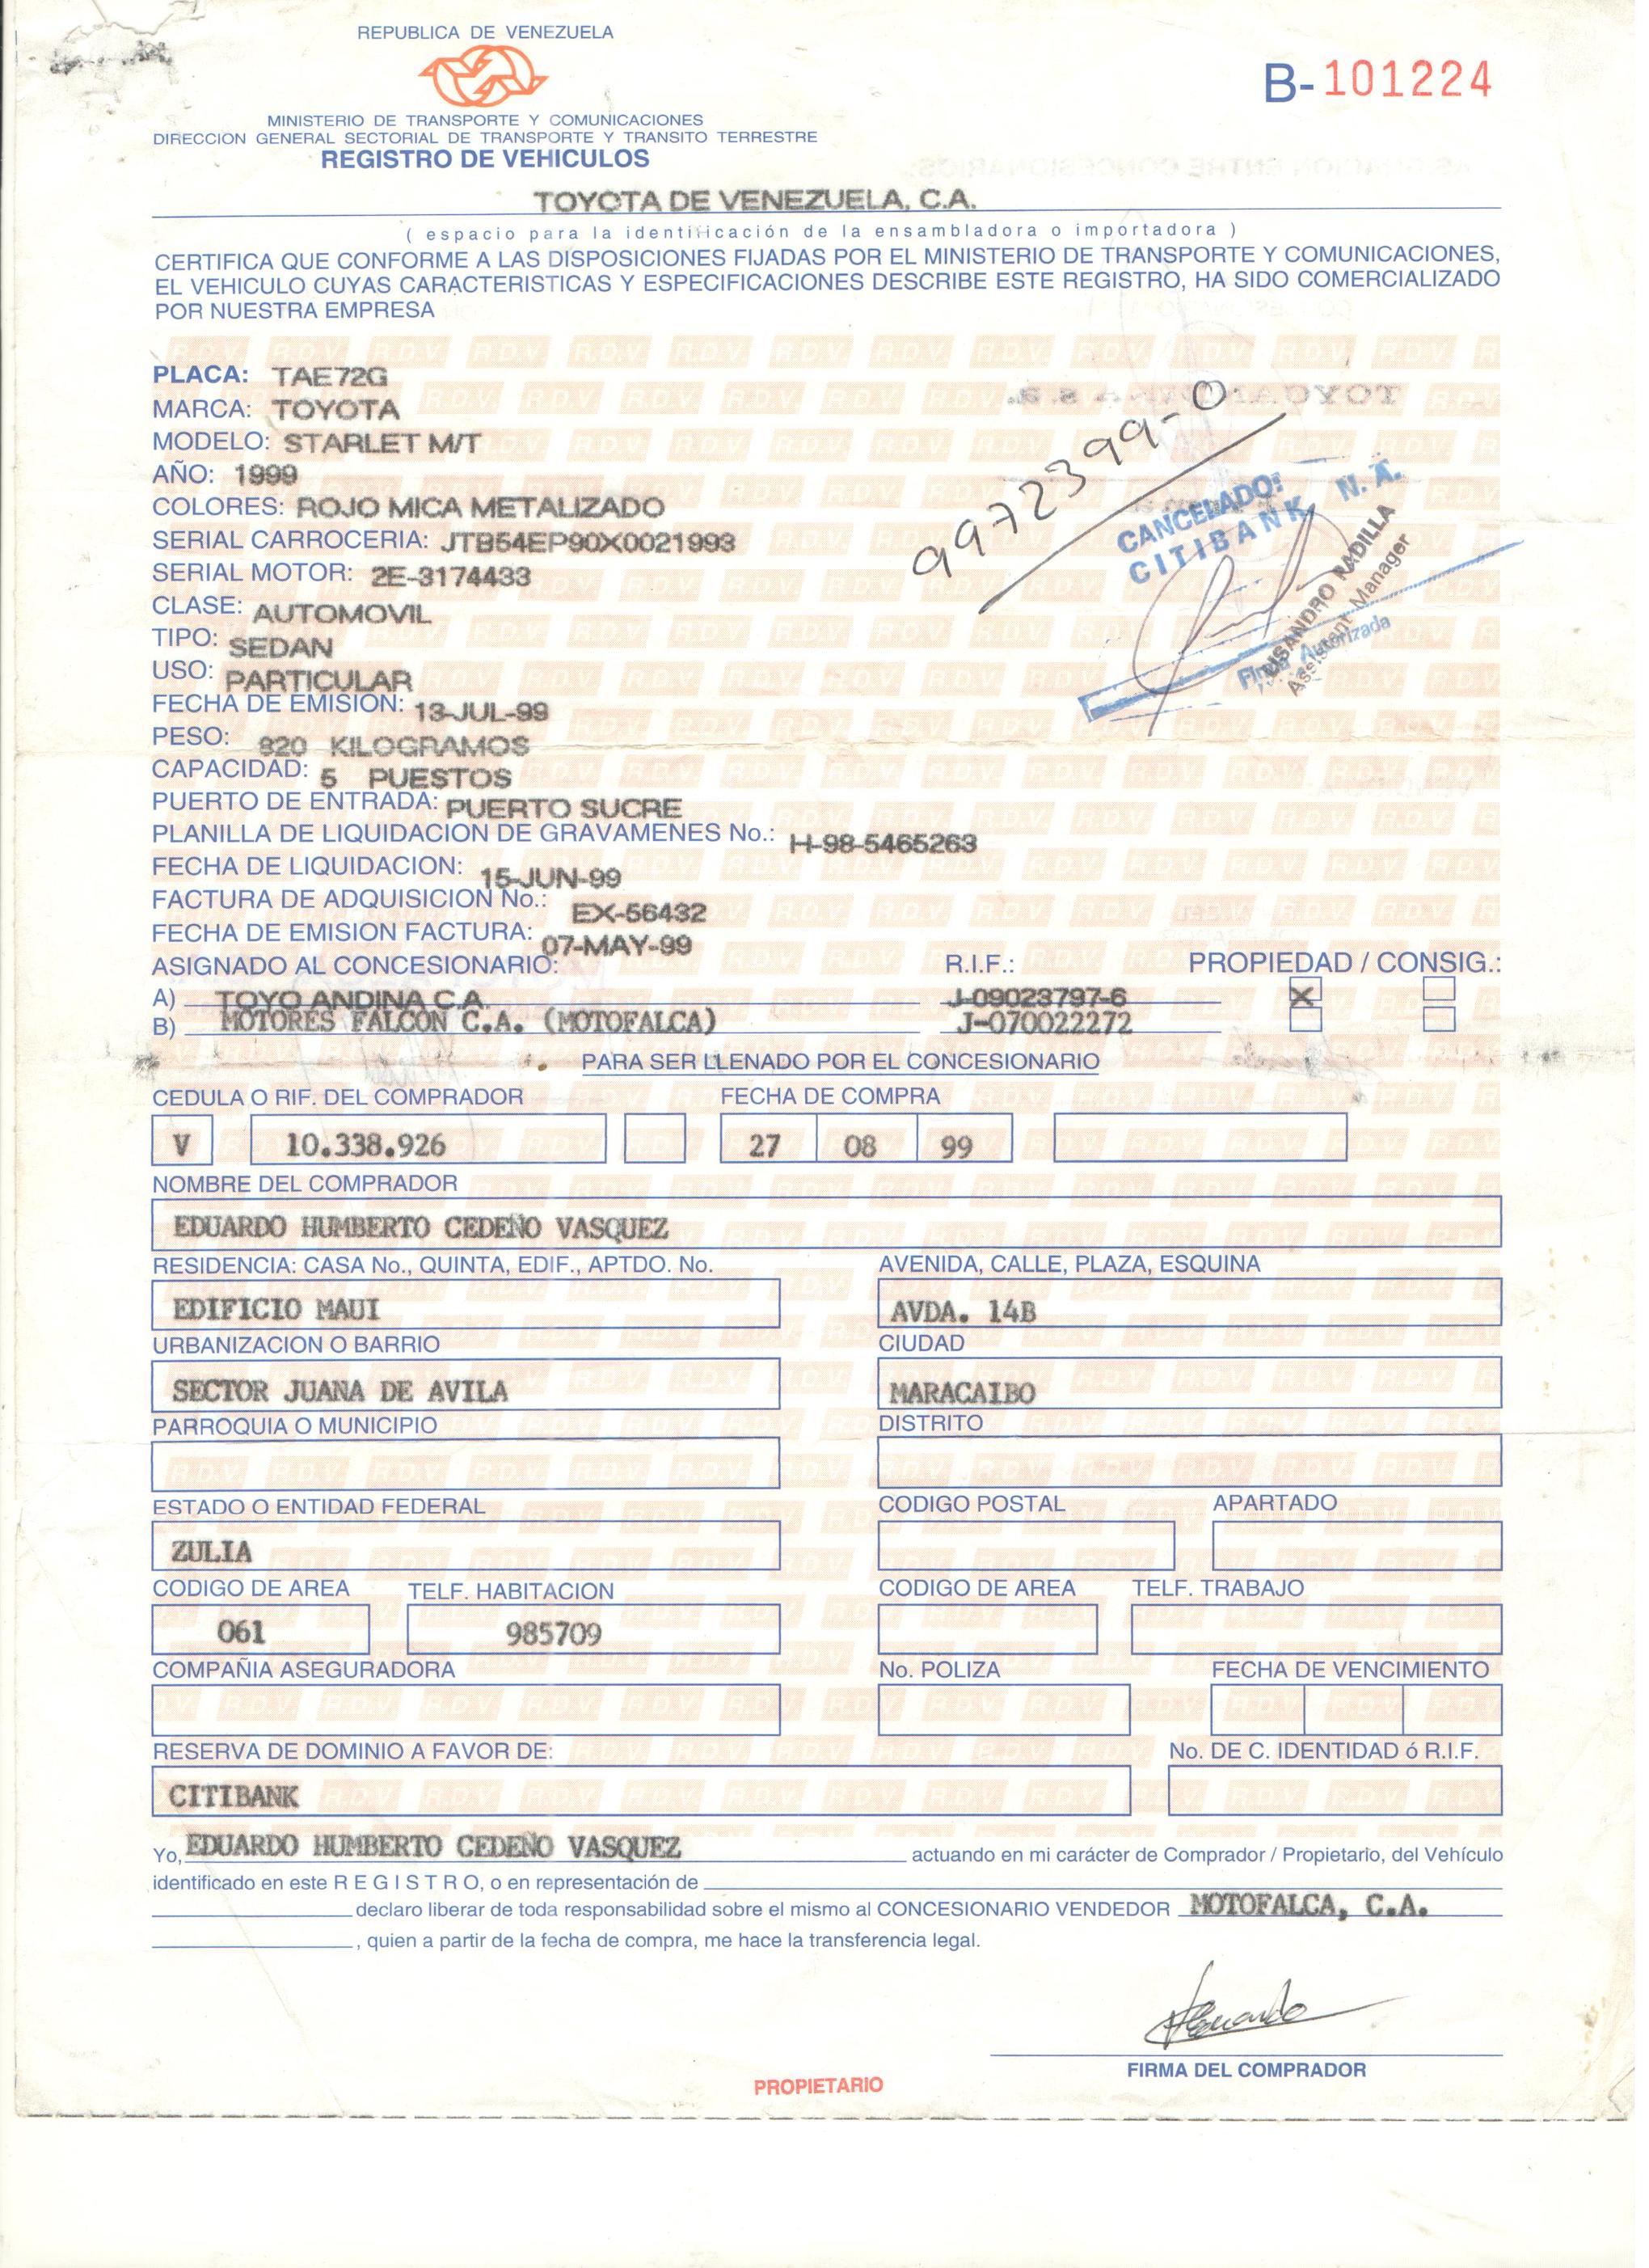 REPUBLICA DE VENEZUELA
MINISTERIO DE TRANSPORTE Y COMUNICACIONES
DIRECCION GENERAL SECTORIAL DE TRANSPORTE Y TRANSITO TERRESTRE
REGISTRO DE VEHICULOS
B-101224
TOYOTA DE VENEZUELA, C.A.
( espacio para la identificación de la ensambladora o importadora )
CERTIFICA QUE CONFORME A LAS DISPOSICIONES FIJADAS POR EL MINISTERIO DE TRANSPORTE Y COMUNICACIONES,
EL VEHICULO CUYAS CARACTERISTICAS Y ESPECIFICACIONES DESCRIBE ESTE REGISTRO, HA SIDO COMERCIALIZADO
POR NUESTRA EMPRESA
PLACA: TAE72G
MARCA: TOYOTA
MODELO: STARLET M/T
AÑO: 1999
COLORES: ROJO MICA METALIZADO
SERIAL CARROCERIA: JTB54EP90X0021993
SERIAL MOTOR: 2E-3174433
CLASE: AUTOMOVIL
TIPO: SEDAN
USO: PARTICULAR
FECHA DE EMISION: 13-JUL-99
PESO: 820 KILOGRAMOS
CAPACIDAD: 5 PUESTOS
PUERTO DE ENTRADA: PUERTO SUCRE
PLANILLA DE LIQUIDACION DE GRAVAMENES No.: H-98-5465263
FECHA DE LIQUIDACION: 15-JUN-99
FACTURA DE ADQUISICION No.: EX-56432
FECHA DE EMISION FACTURA: 07-MAY-99
9972399-0
CANCELADO:
CITIBANK N. A.
LISANDRO PADILLA
Assistent Manager
Firma Autorizada
ASIGNADO AL CONCESIONARIO: R.I.F.: PROPIEDAD / CONSIG.:
A) TOYO ANDINA C.A. J-09023797-6 X
B) MOTORES FALCON C.A. (MOTOFALCA) J-070022272
PARA SER LLENADO POR EL CONCESIONARIO
CEDULA O RIF. DEL COMPRADOR FECHA DE COMPRA
V 10.338.926 27 08 99
NOMBRE DEL COMPRADOR
EDUARDO HUMBERTO CEDEÑO VASQUEZ
RESIDENCIA: CASA No., QUINTA, EDIF., APTDO. No. AVENIDA, CALLE, PLAZA, ESQUINA
EDIFICIO MAUI AVDA. 14B
URBANIZACION O BARRIO CIUDAD
SECTOR JUANA DE AVILA MARACAIBO
PARROQUIA O MUNICIPIO DISTRITO
ESTADO O ENTIDAD FEDERAL CODIGO POSTAL APARTADO
ZULIA
CODIGO DE AREA TELF. HABITACION CODIGO DE AREA TELF. TRABAJO
061 985709
COMPAÑIA ASEGURADORA No. POLIZA FECHA DE VENCIMIENTO
RESERVA DE DOMINIO A FAVOR DE: No. DE C. IDENTIDAD ó R.I.F.
CITIBANK
Yo, EDUARDO HUMBERTO CEDEÑO VASQUEZ actuando en mi carácter de Comprador / Propietario, del Vehículo
identificado en este R E G I S T R O, o en representación de
declaro liberar de toda responsabilidad sobre el mismo al CONCESIONARIO VENDEDOR MOTOFALCA, C.A.
, quien a partir de la fecha de compra, me hace la transferencia legal.
FIRMA DEL COMPRADOR
PROPIETARIO